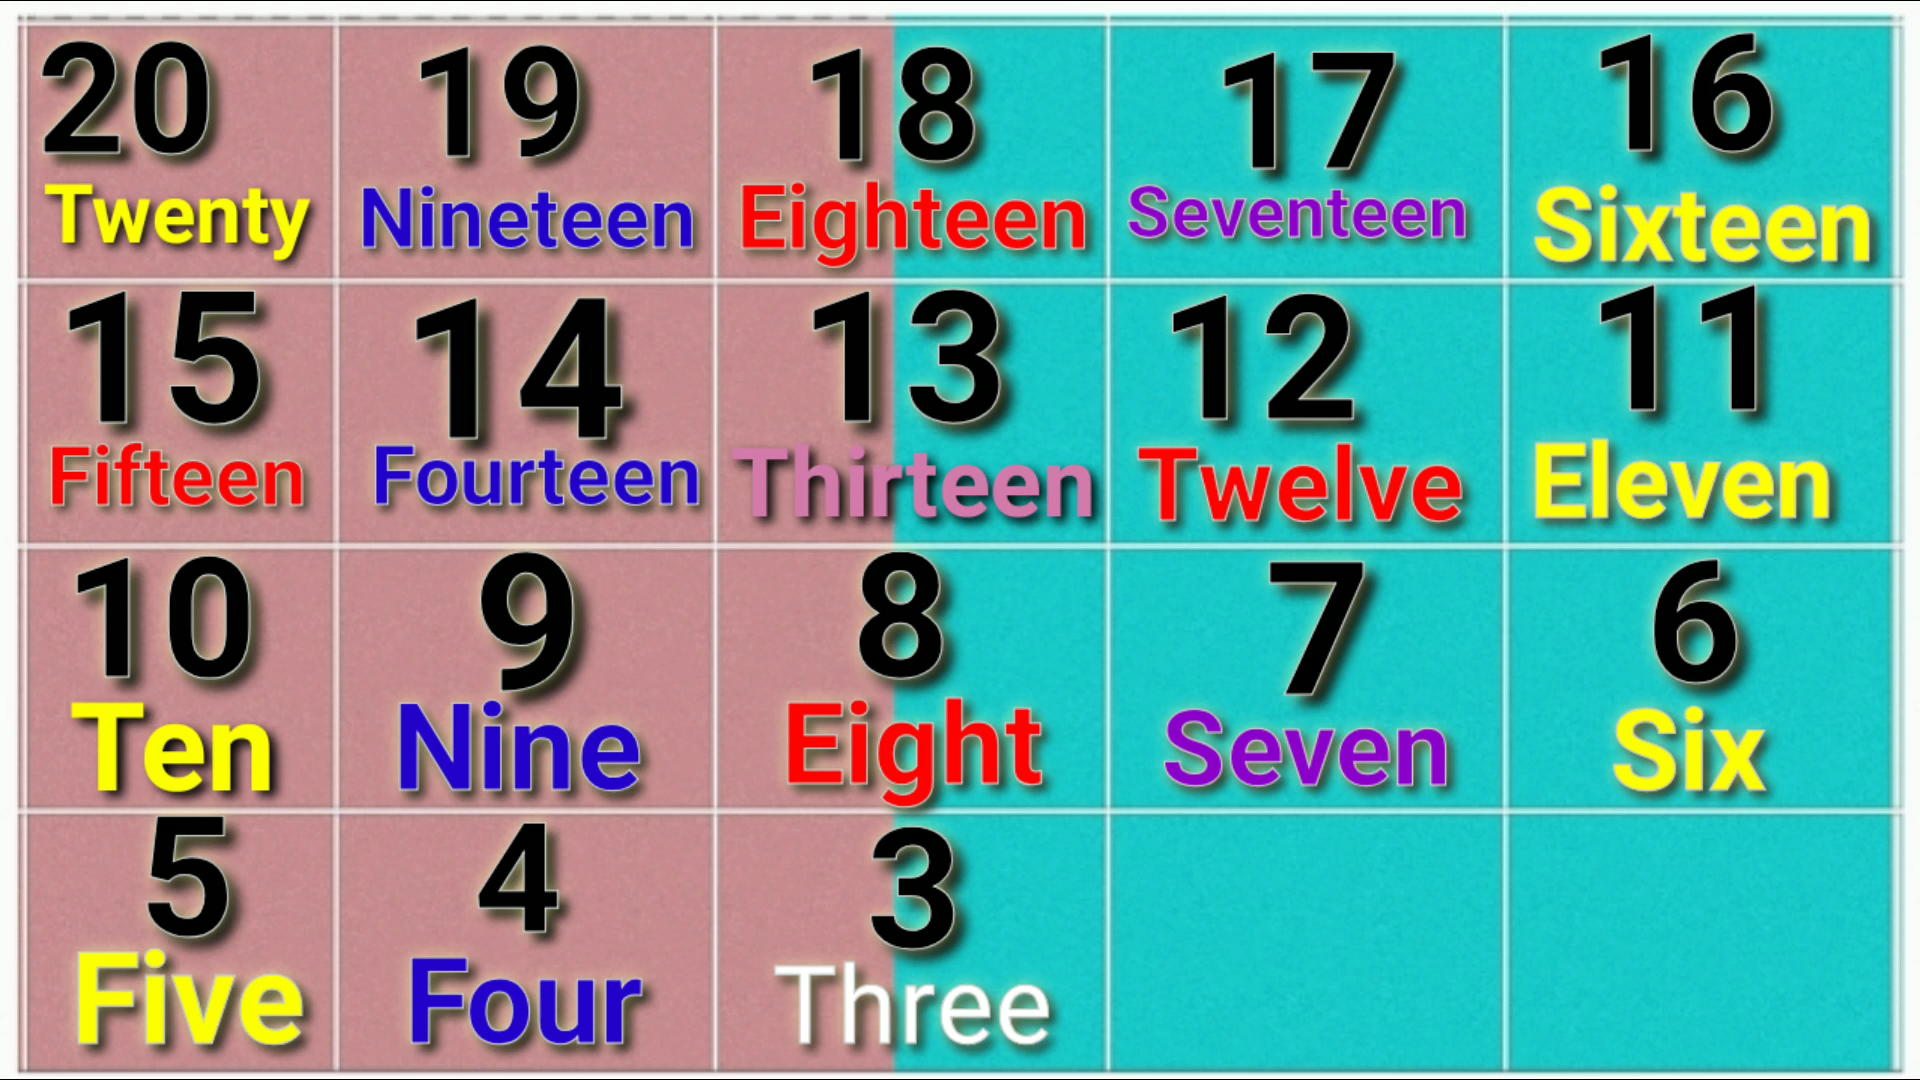 20 19 18 17 16
Twenty Nineteen Eighteen Seventeen Sixteen
15 14 13 12 11
Fifteen Fourteen Thirteen Twelve Eleven
10 9 8 7 6
Ten Nine Eight Seven Six
5 4 3
Five Four Three